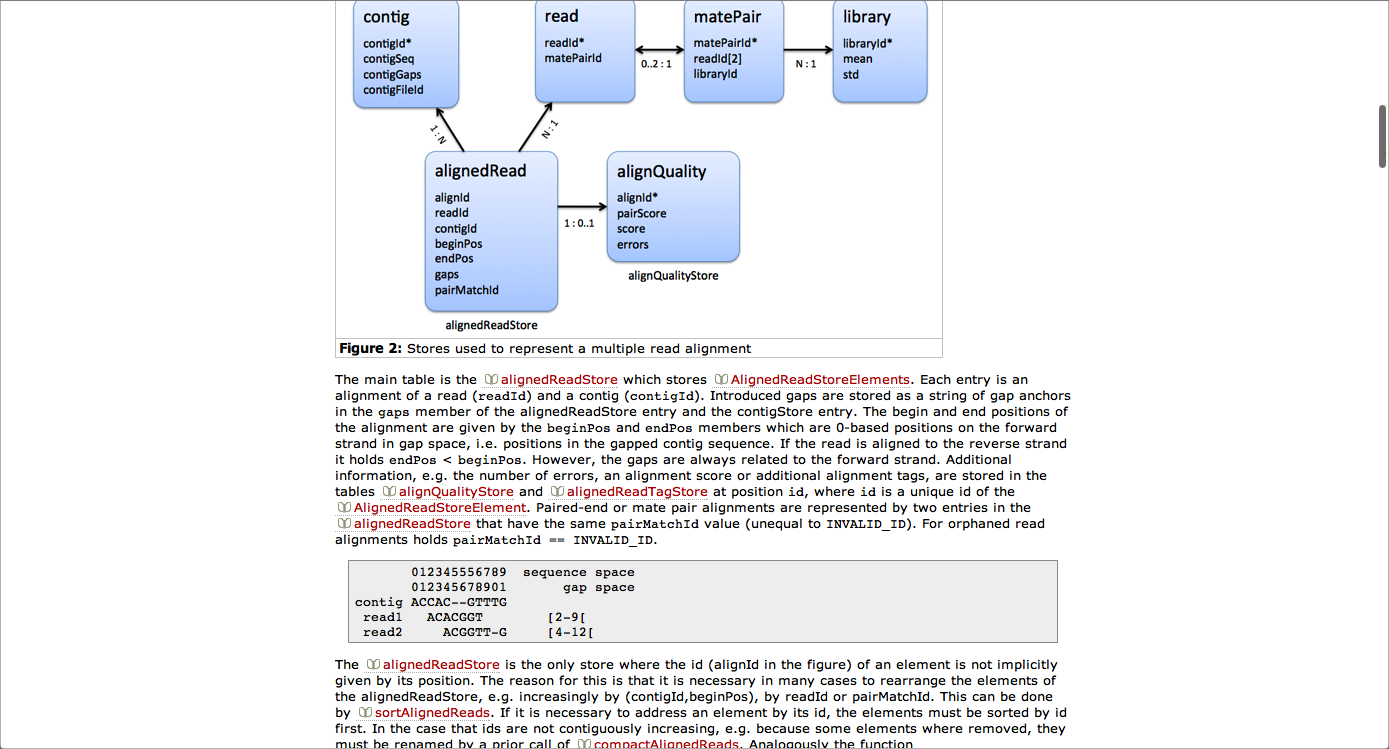 contig
contigId*
contigSeq
contigGaps
contigFileId
read
readId*
matePairId
0..2 : 1
matePair
matePairId*
readId[2]
libraryId
N : 1
library
libraryId*
mean
std
1 : N
N : 1
alignedRead
alignId
readId
contigId
beginPos
endPos
gaps
pairMatchId
alignedReadStore
1 : 0..1
alignQuality
alignId*
pairScore
score
errors
alignQualityStore
Figure 2: Stores used to represent a multiple read alignment
The main table is the alignedReadStore which stores AlignedReadStoreElements. Each entry is an
alignment of a read (readId) and a contig (contigId). Introduced gaps are stored as a string of gap anchors
in the gaps member of the alignedReadStore entry and the contigStore entry. The begin and end positions of
the alignment are given by the beginPos and endPos members which are 0-based positions on the forward
strand in gap space, i.e. positions in the gapped contig sequence. If the read is aligned to the reverse strand
it holds endPos < beginPos. However, the gaps are always related to the forward strand. Additional
information, e.g. the number of errors, an alignment score or additional alignment tags, are stored in the
tables alignQualityStore and alignedReadTagStore at position id, where id is a unique id of the
AlignedReadStoreElement. Paired-end or mate pair alignments are represented by two entries in the
alignedReadStore that have the same pairMatchId value (unequal to INVALID_ID). For orphaned read
alignments holds pairMatchId == INVALID_ID.
012345556789  sequence space
012345678901       gap space
contig ACCAC--GTTTG
read1   ACACGGT        [2-9[
read2     ACGGTT-G     [4-12[
The alignedReadStore is the only store where the id (alignId in the figure) of an element is not implicitly
given by its position. The reason for this is that it is necessary in many cases to rearrange the elements of
the alignedReadStore, e.g. increasingly by (contigId,beginPos), by readId or pairMatchId. This can be done
by sortAlignedReads. If it is necessary to address an element by its id, the elements must be sorted by id
first. In the case that ids are not contiguously increasing, e.g. because some elements where removed, they
must be renamed by a prior call of compactAlignedReads. Analogously the function